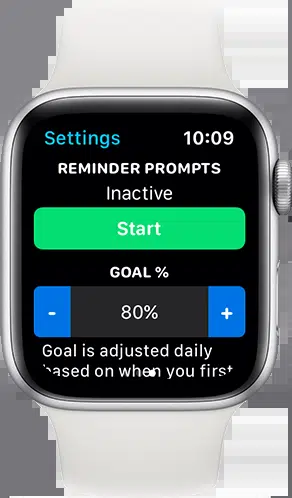 Settings 10:09
REMINDER PROMPTS
Inactive
Start
GOAL %
- 80% +
Goal is adjusted daily
based on when you first